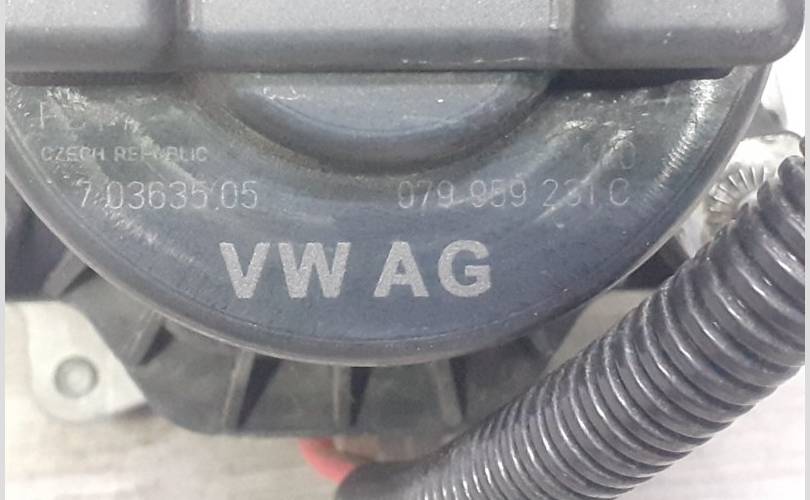 CZECH REPUBLIC
7.03635.05 079 959 231 C
VW AG